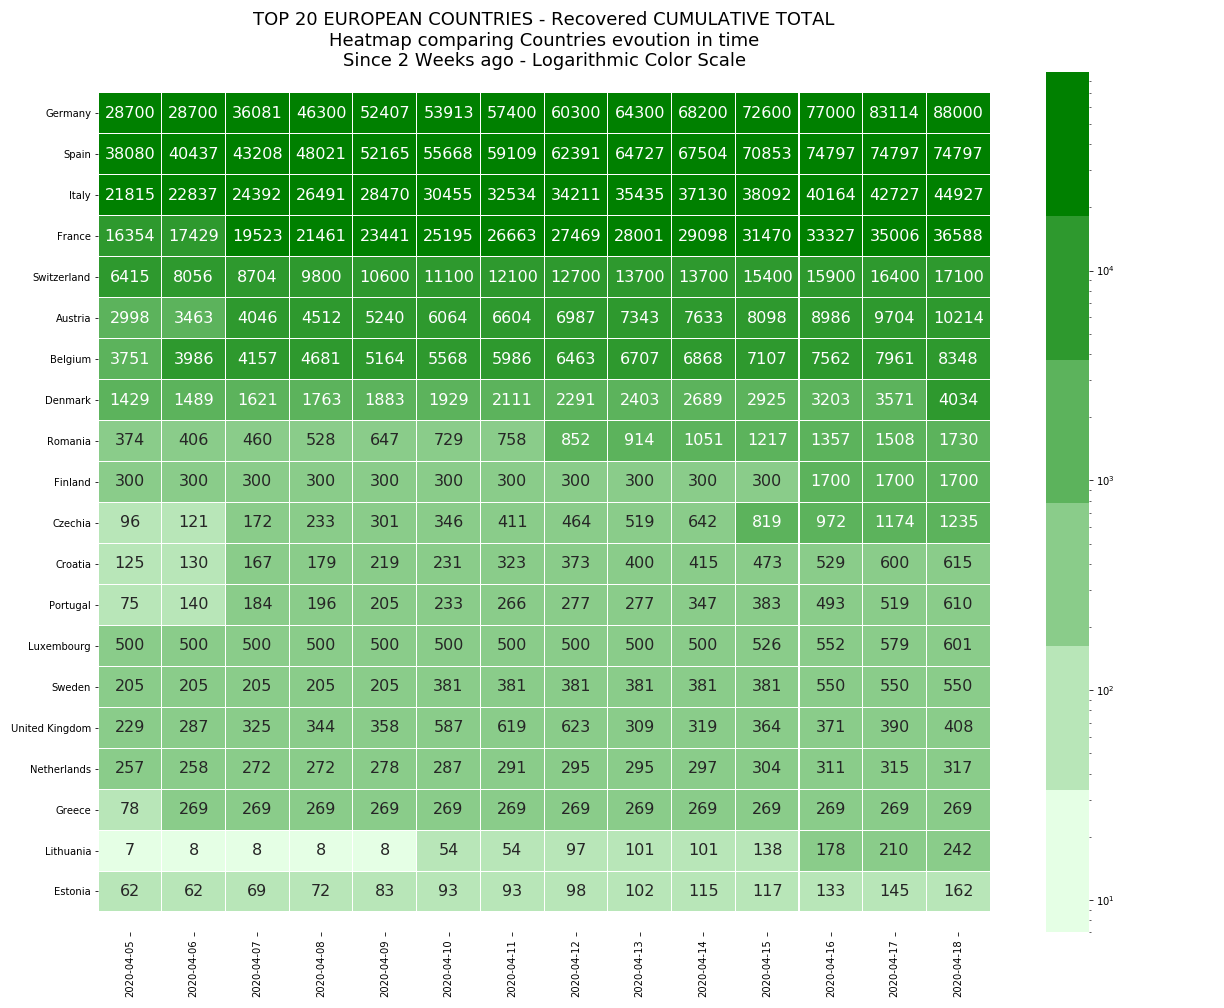 TOP 20 EUROPEAN COUNTRIES - Recovered CUMULATIVE TOTAL
Heatmap comparing Countries evoution in time
Since 2 Weeks ago - Logarithmic Color Scale
Germany 28700 28700 36081 46300 52407 53913 57400 60300 64300 68200 72600 77000 83114 88000
Spain 38080 40437 43208 48021 52165 55668 59109 62391 64727 67504 70853 74797 74797 74797
Italy 21815 22837 24392 26491 28470 30455 32534 34211 35435 37130 38092 40164 42727 44927
France 16354 17429 19523 21461 23441 25195 26663 27469 28001 29098 31470 33327 35006 36588
Switzerland 6415 8056 8704 9800 10600 11100 12100 12700 13700 13700 15400 15900 16400 17100
Austria 2998 3463 4046 4512 5240 6064 6604 6987 7343 7633 8098 8986 9704 10214
Belgium 3751 3986 4157 4681 5164 5568 5986 6463 6707 6868 7107 7562 7961 8348
Denmark 1429 1489 1621 1763 1883 1929 2111 2291 2403 2689 2925 3203 3571 4034
Romania 374 406 460 528 647 729 758 852 914 1051 1217 1357 1508 1730
Finland 300 300 300 300 300 300 300 300 300 300 300 1700 1700 1700
Czechia 96 121 172 233 301 346 411 464 519 642 819 972 1174 1235
Croatia 125 130 167 179 219 231 323 373 400 415 473 529 600 615
Portugal 75 140 184 196 205 233 266 277 277 347 383 493 519 610
Luxembourg 500 500 500 500 500 500 500 500 500 500 526 552 579 601
Sweden 205 205 205 205 205 381 381 381 381 381 381 550 550 550
United Kingdom 229 287 325 344 358 587 619 623 309 319 364 371 390 408
Netherlands 257 258 272 272 278 287 291 295 295 297 304 311 315 317
Greece 78 269 269 269 269 269 269 269 269 269 269 269 269 269
Lithuania 7 8 8 8 8 54 54 97 101 101 138 178 210 242
Estonia 62 62 69 72 83 93 93 98 102 115 117 133 145 162
2020-04-05 2020-04-06 2020-04-07 2020-04-08 2020-04-09 2020-04-10 2020-04-11 2020-04-12 2020-04-13 2020-04-14 2020-04-15 2020-04-16 2020-04-17 2020-04-18
10⁴
10³
10²
10¹